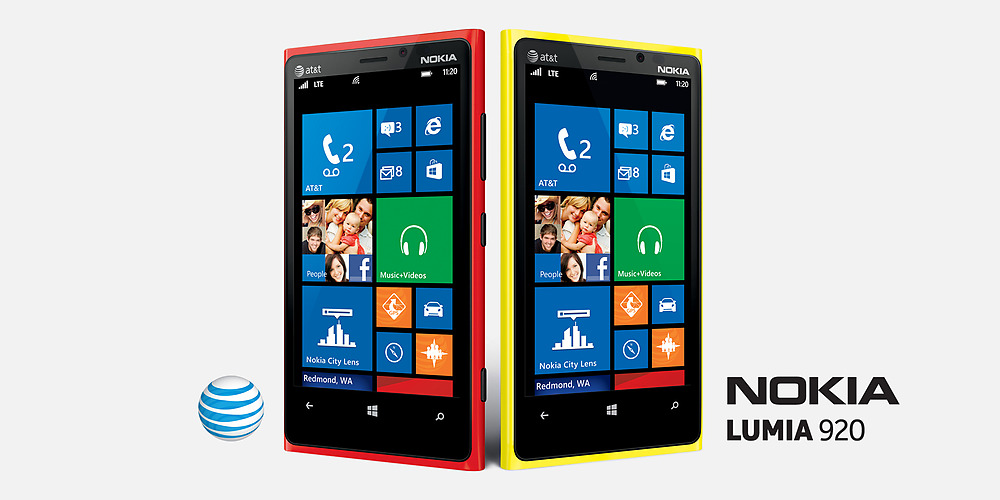 at&t
NOKIA
LTE
11:20
2
3
8
AT&T
People
f
Music+Videos
Nokia City Lens
Redmond, WA
at&t
NOKIA
LTE
11:20
2
3
8
AT&T
People
f
Music+Videos
Nokia City Lens
Redmond, WA
NOKIA
LUMIA 920